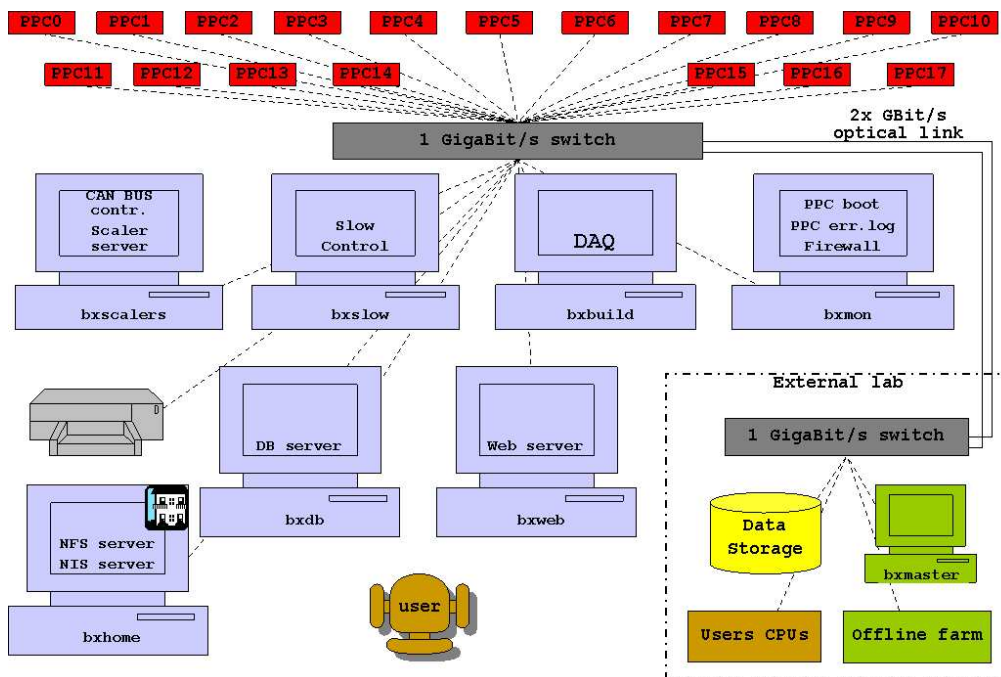 PPC0 PPC1 PPC2 PPC3 PPC4 PPC5 PPC6 PPC7 PPC8 PPC9 PPC10
PPC11 PPC12 PPC13 PPC14 PPC15 PPC16 PPC17
2x GBit/s
optical link
1 GigaBit/s switch
CAN BUS
contr.
Scaler
server
bxscalers
Slow
Control
bxslow
DAQ
bxbuild
PPC boot
PPC err.log
Firewall
bxmon
DB server
bxdb
Web server
bxweb
NFS server
NIS server
bxhome
user
External lab
1 GigaBit/s switch
Data
Storage
bxmaster
Users CPUs
Offline farm